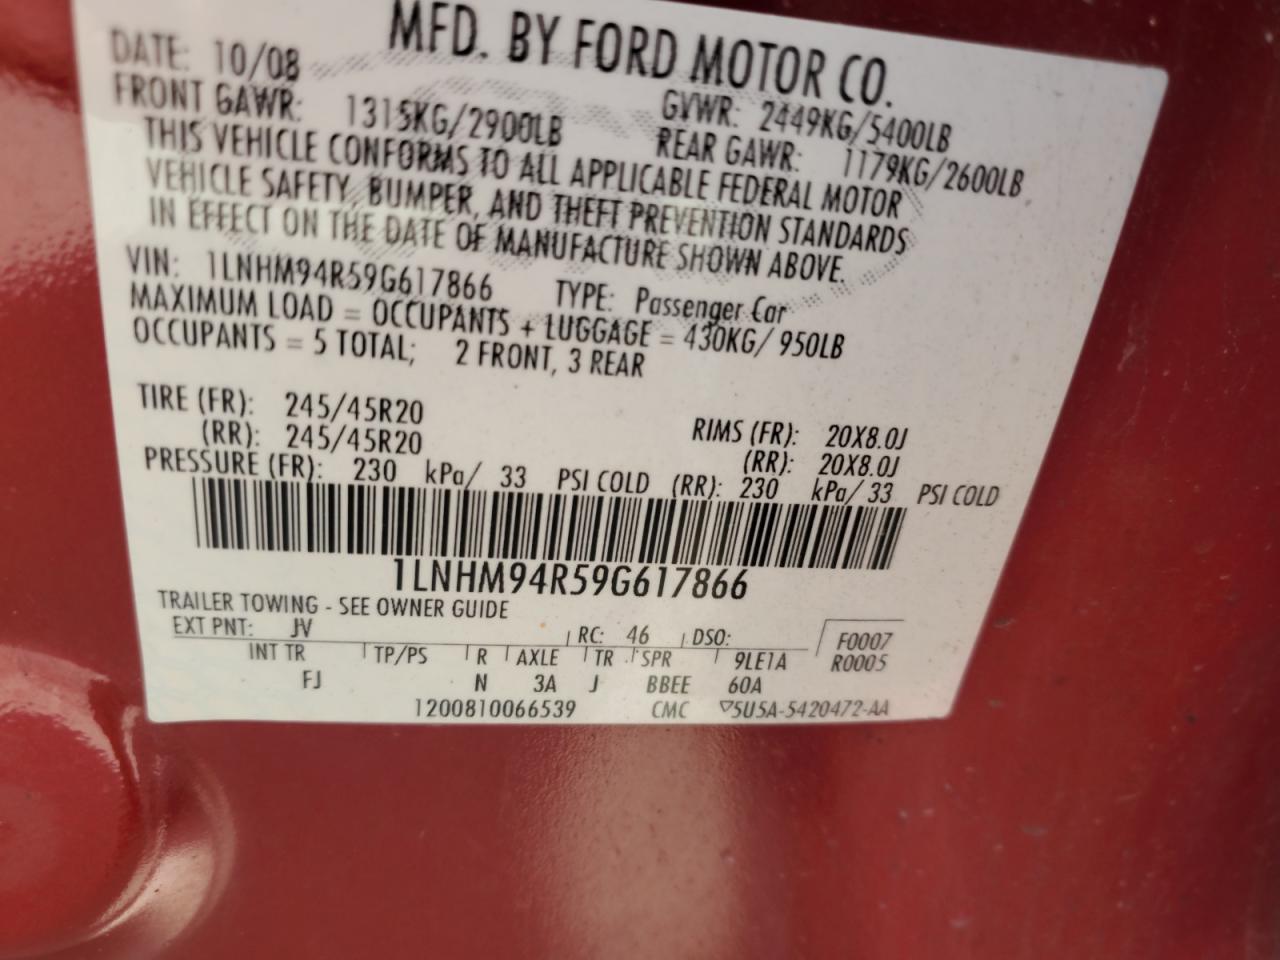 MFD. BY FORD MOTOR CO.
DATE: 10/08 GVWR: 2449KG/5400LB
FRONT GAWR: 1315KG/2900LB REAR GAWR: 1179KG/2600LB
THIS VEHICLE CONFORMS TO ALL APPLICABLE FEDERAL MOTOR
VEHICLE SAFETY, BUMPER, AND THEFT PREVENTION STANDARDS
IN EFFECT ON THE DATE OF MANUFACTURE SHOWN ABOVE.
VIN: 1LNHM94R59G617866 TYPE: Passenger Car
MAXIMUM LOAD = OCCUPANTS + LUGGAGE = 430KG/ 950LB
OCCUPANTS = 5 TOTAL; 2 FRONT, 3 REAR
TIRE (FR): 245/45R20 RIMS (FR): 20X8.0J
(RR): 245/45R20 (RR): 20X8.0J
PRESSURE (FR): 230 kPa/ 33 PSI COLD (RR): 230 kPa/ 33 PSI COLD
1LNHM94R59G617866
TRAILER TOWING - SEE OWNER GUIDE
EXT PNT: JV RC: 46 DSO: F0007
INT TR TP/PS R AXLE TR SPR 9LE1A R0005
FJ N 3A J BBEE 60A
1200810066539 CMC ▽5U5A-5420472-AA